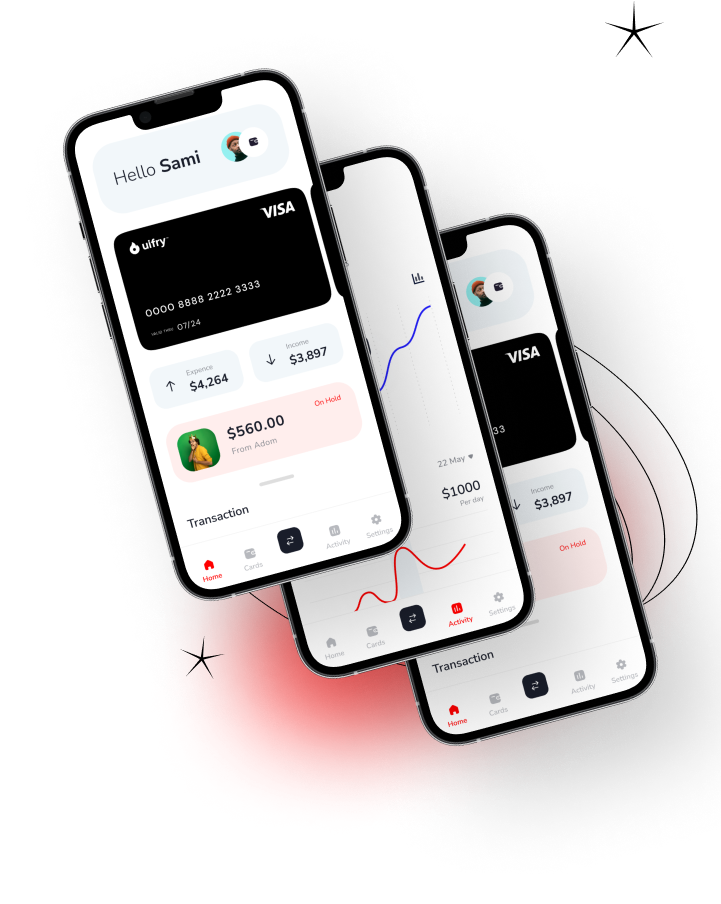 Hello Sami
VISA
uifry™
0000 8888 2222 3333
VALID THRU 07/24
Expence
$4,264
Income
$3,897
On Hold
$560.00
From Adom
Transaction
Home
Cards
Activity
Settings
22 May
$1000
Per day
Home
Cards
Activity
Settings
VISA
33
Income
$3,897
On Hold
Transaction
Home
Cards
Activity
Settings